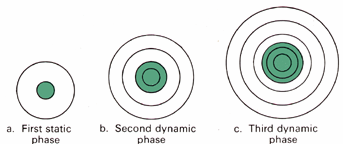 a. First static
phase
b. Second dynamic
phase
c. Third dynamic
phase